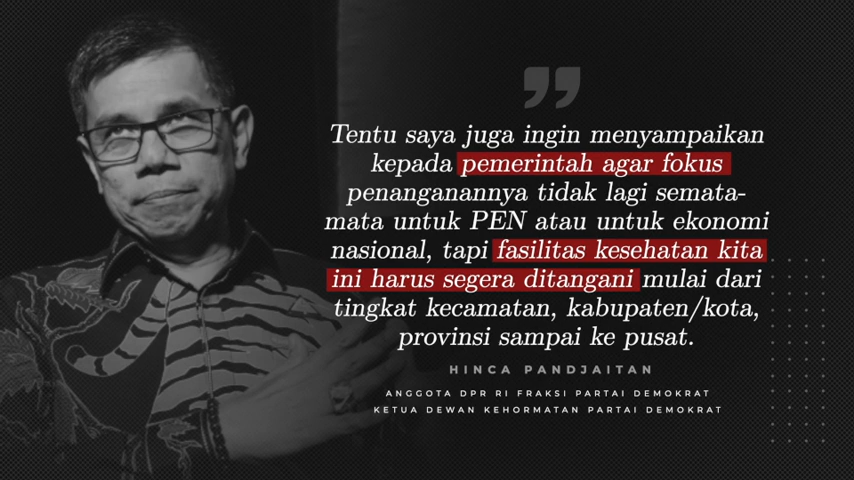 ”
Tentu saya juga ingin menyampaikan
kepada pemerintah agar fokus
penanganannya tidak lagi semata-
mata untuk PEN atau untuk ekonomi
nasional, tapi fasilitas kesehatan kita
ini harus segera ditangani mulai dari
tingkat kecamatan, kabupaten/kota,
provinsi sampai ke pusat.
HINCA PANDJAITAN
ANGGOTA DPR RI FRAKSI PARTAI DEMOKRAT
KETUA DEWAN KEHORMATAN PARTAI DEMOKRAT